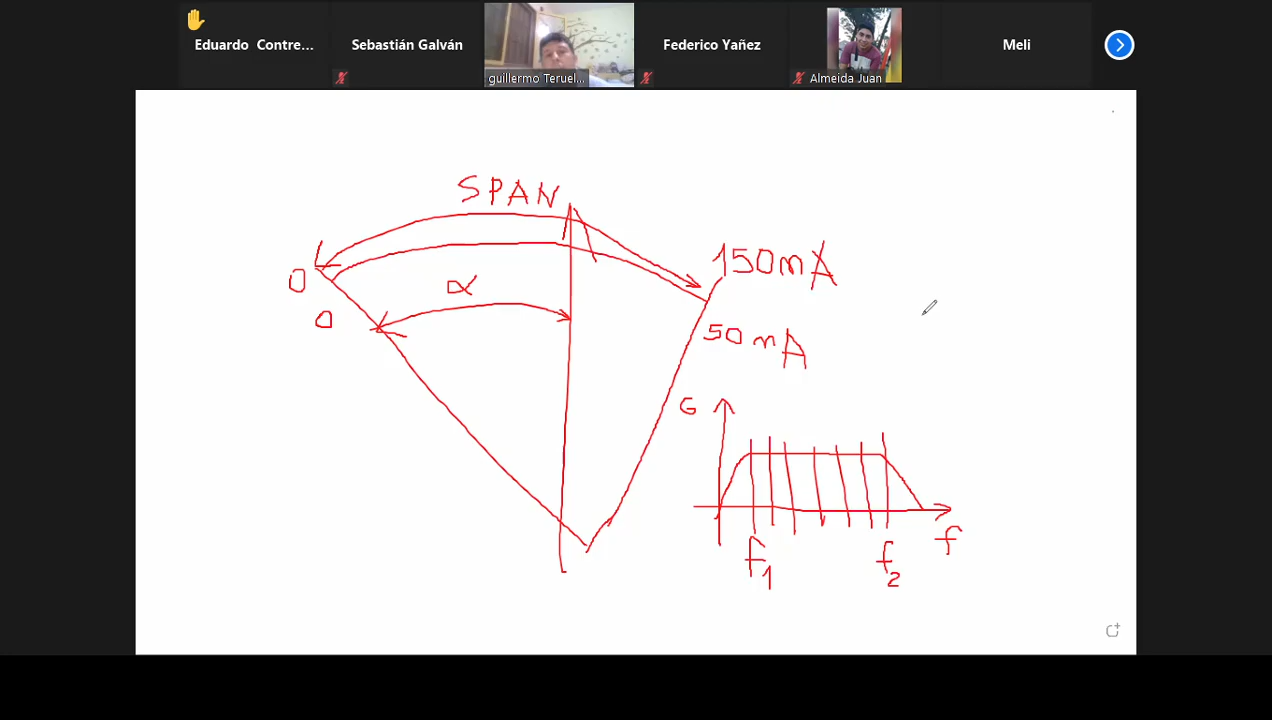 Eduardo Contre...
Sebastián Galván
guillermo Teruel...
Federico Yañez
Almeida Juan
Meli
SPAN
150mA
0
α
0
50mA
G
f
f1
f2